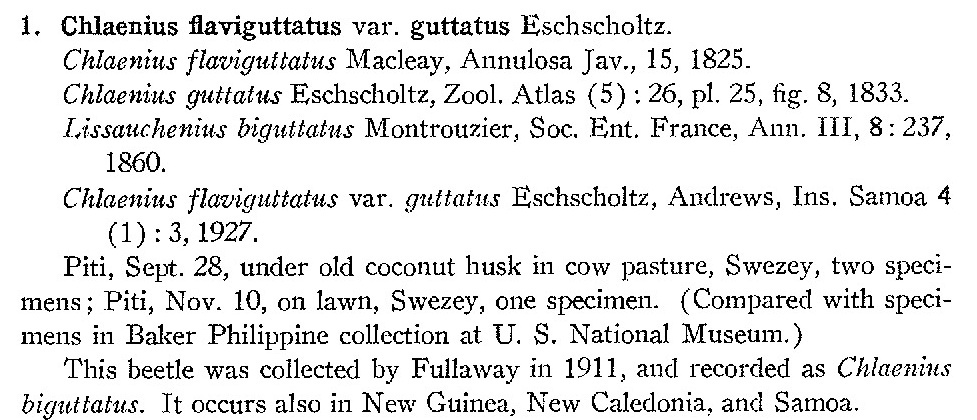 1. Chlaenius flaviguttatus var. guttatus Eschscholtz.
Chlaenius flaviguttatus Macleay, Annulosa Jav., 15, 1825.
Chlaenius guttatus Eschscholtz, Zool. Atlas (5) : 26, pl. 25, fig. 8, 1833.
Lissauchenius biguttatus Montrouzier, Soc. Ent. France, Ann. III, 8 : 237,
1860.
Chlaenius flaviguttatus var. guttatus Eschscholtz, Andrews, Ins. Samoa 4
(1) : 3, 1927.
Piti, Sept. 28, under old coconut husk in cow pasture, Swezey, two speci-
mens; Piti, Nov. 10, on lawn, Swezey, one specimen. (Compared with speci-
mens in Baker Philippine collection at U. S. National Museum.)
This beetle was collected by Fullaway in 1911, and recorded as Chlaenius
biguttatus. It occurs also in New Guinea, New Caledonia, and Samoa.